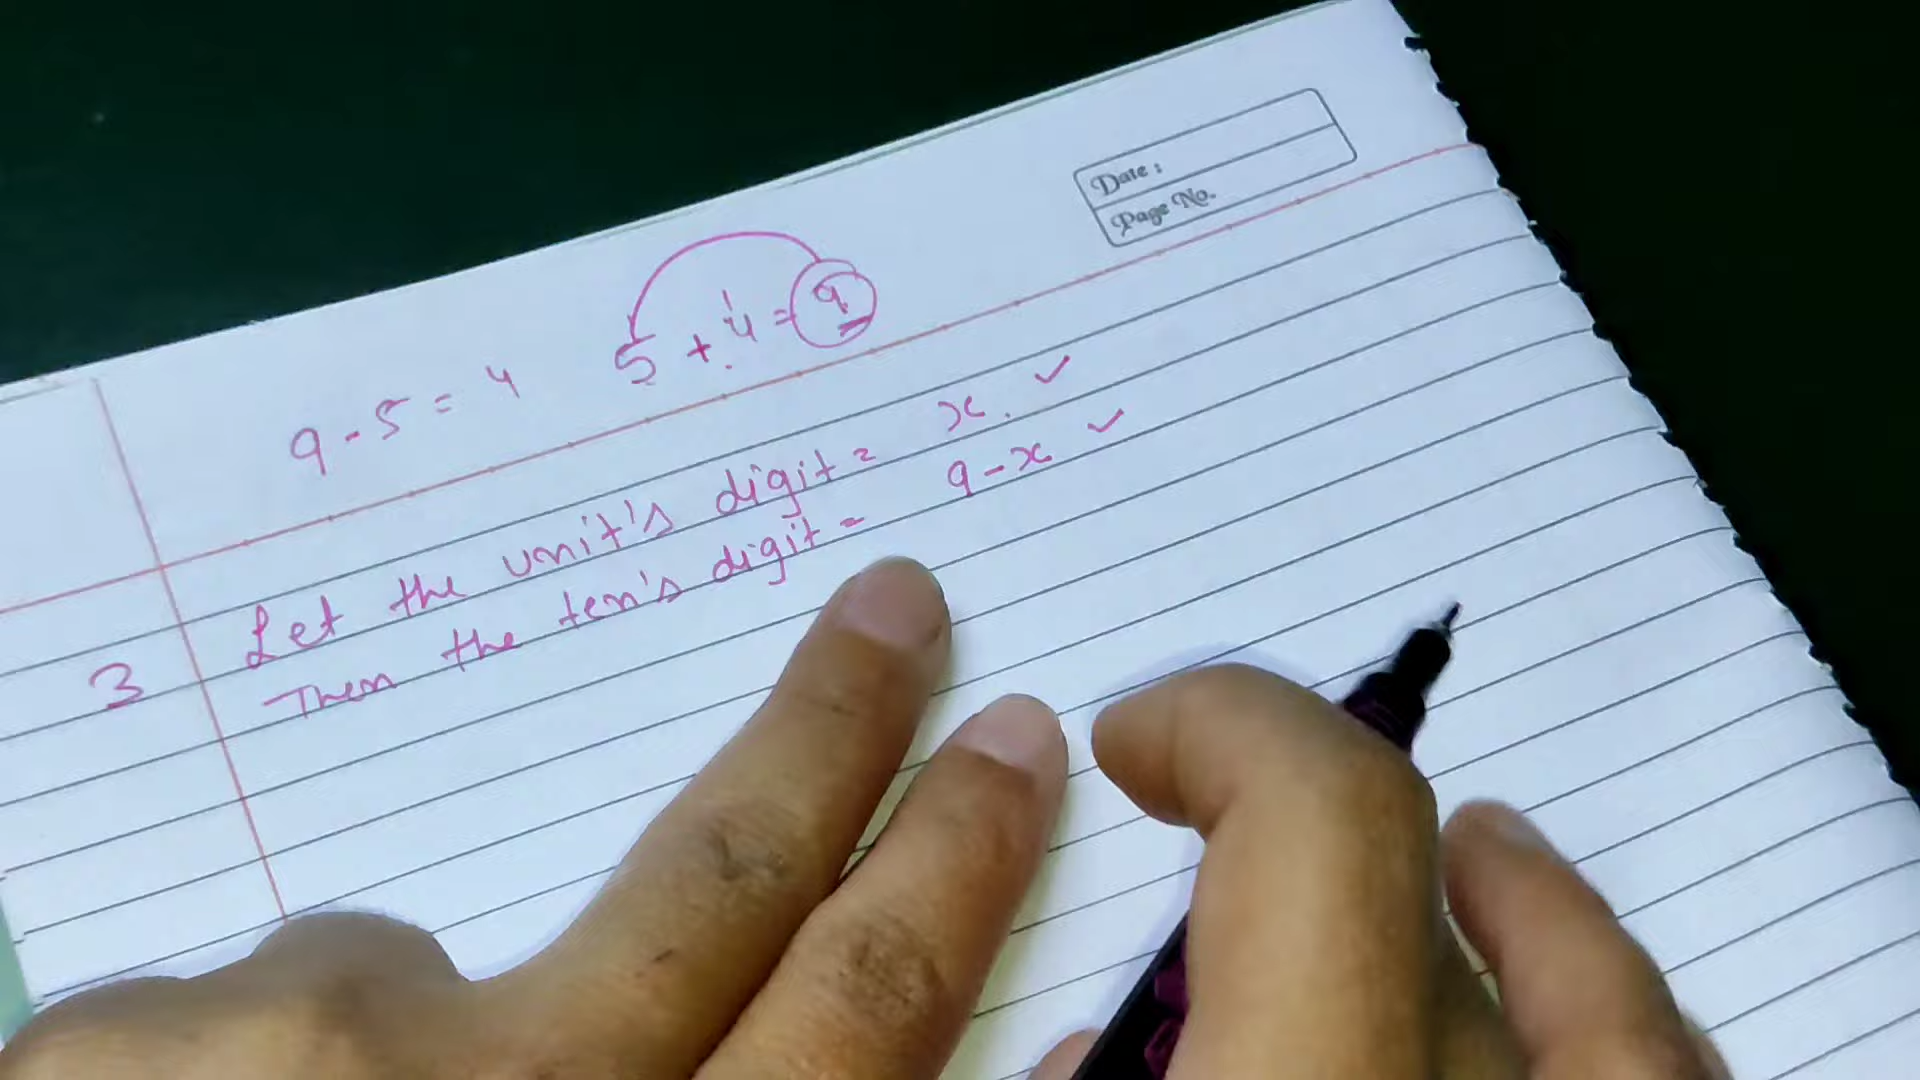 Date :
Page No.
9 - 5 = 4
5 + 4 = 9
Let the unit's digit = x. ✓
3
Then the ten's digit = 9 - x ✓